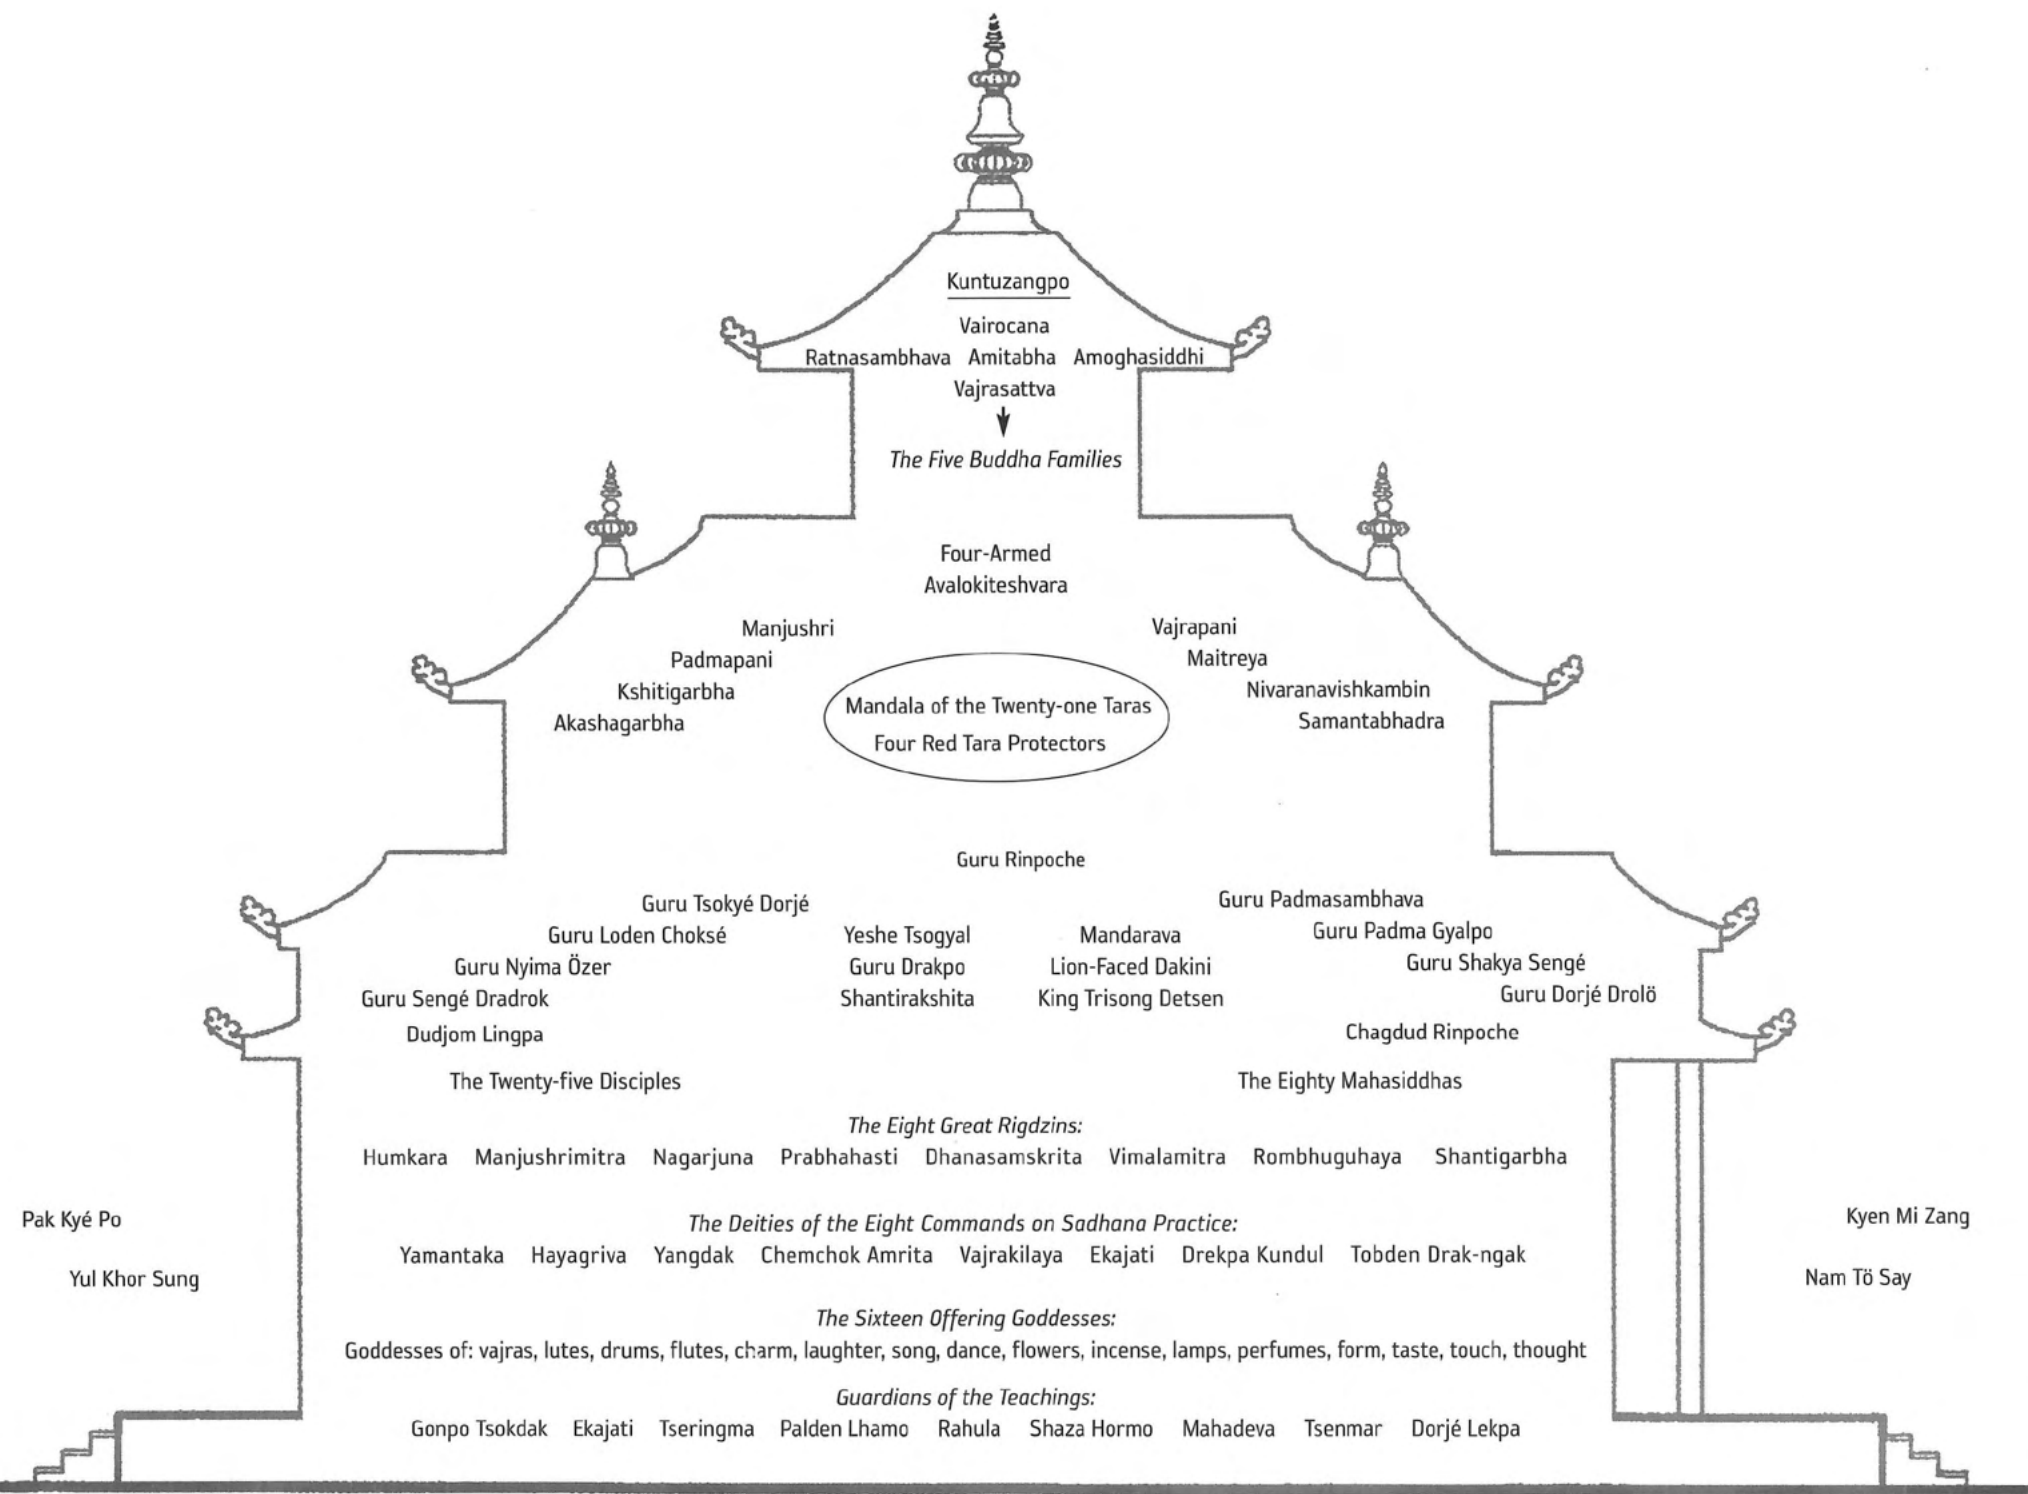 Kuntuzangpo
Vairocana
Ratnasambhava Amitabha Amoghasiddhi
Vajrasattva
The Five Buddha Families
Four-Armed
Avalokiteshvara
Manjushri Vajrapani
Padmapani Maitreya
Kshitigarbha Nivaranavishkambin
Akashagarbha Samantabhadra
Mandala of the Twenty-one Taras
Four Red Tara Protectors
Guru Rinpoche
Guru Tsokyé Dorjé Guru Padmasambhava
Guru Loden Choksé Yeshe Tsogyal Mandarava Guru Padma Gyalpo
Guru Nyima Özer Guru Drakpo Lion-Faced Dakini Guru Shakya Sengé
Guru Sengé Dradrok Shantirakshita King Trisong Detsen Guru Dorjé Drolö
Dudjom Lingpa Chagdud Rinpoche
The Twenty-five Disciples The Eighty Mahasiddhas
The Eight Great Rigdzins:
Humkara Manjushrimitra Nagarjuna Prabhahasti Dhanasamskrita Vimalamitra Rombhuguhaya Shantigarbha
Pak Kyé Po Kyen Mi Zang
The Deities of the Eight Commands on Sadhana Practice:
Yamantaka Hayagriva Yangdak Chemchok Amrita Vajrakilaya Ekajati Drekpa Kundul Tobden Drak-ngak
Yul Khor Sung Nam Tö Say
The Sixteen Offering Goddesses:
Goddesses of: vajras, lutes, drums, flutes, charm, laughter, song, dance, flowers, incense, lamps, perfumes, form, taste, touch, thought
Guardians of the Teachings:
Gonpo Tsokdak Ekajati Tseringma Palden Lhamo Rahula Shaza Hormo Mahadeva Tsenmar Dorjé Lekpa